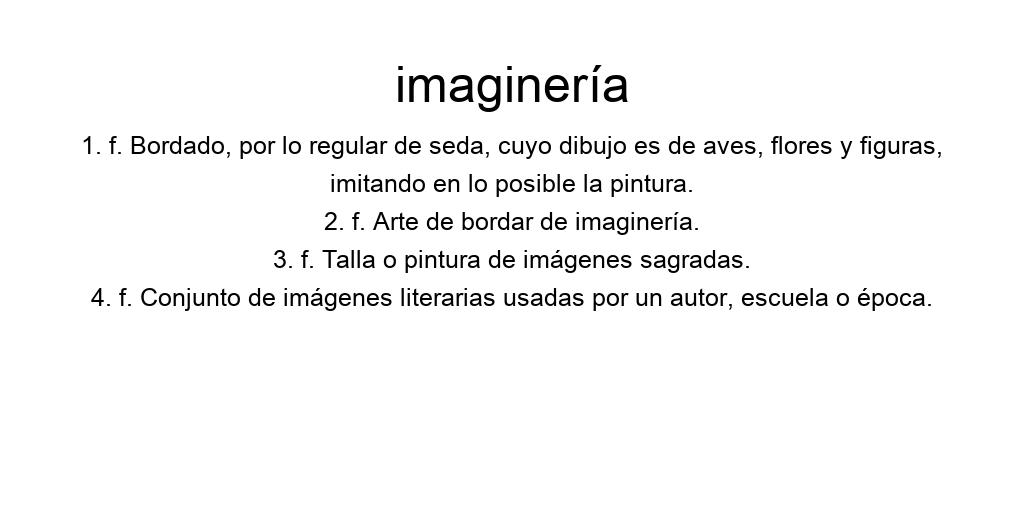 imaginería
1. f. Bordado, por lo regular de seda, cuyo dibujo es de aves, flores y figuras,
imitando en lo posible la pintura.
2. f. Arte de bordar de imaginería.
3. f. Talla o pintura de imágenes sagradas.
4. f. Conjunto de imágenes literarias usadas por un autor, escuela o época.